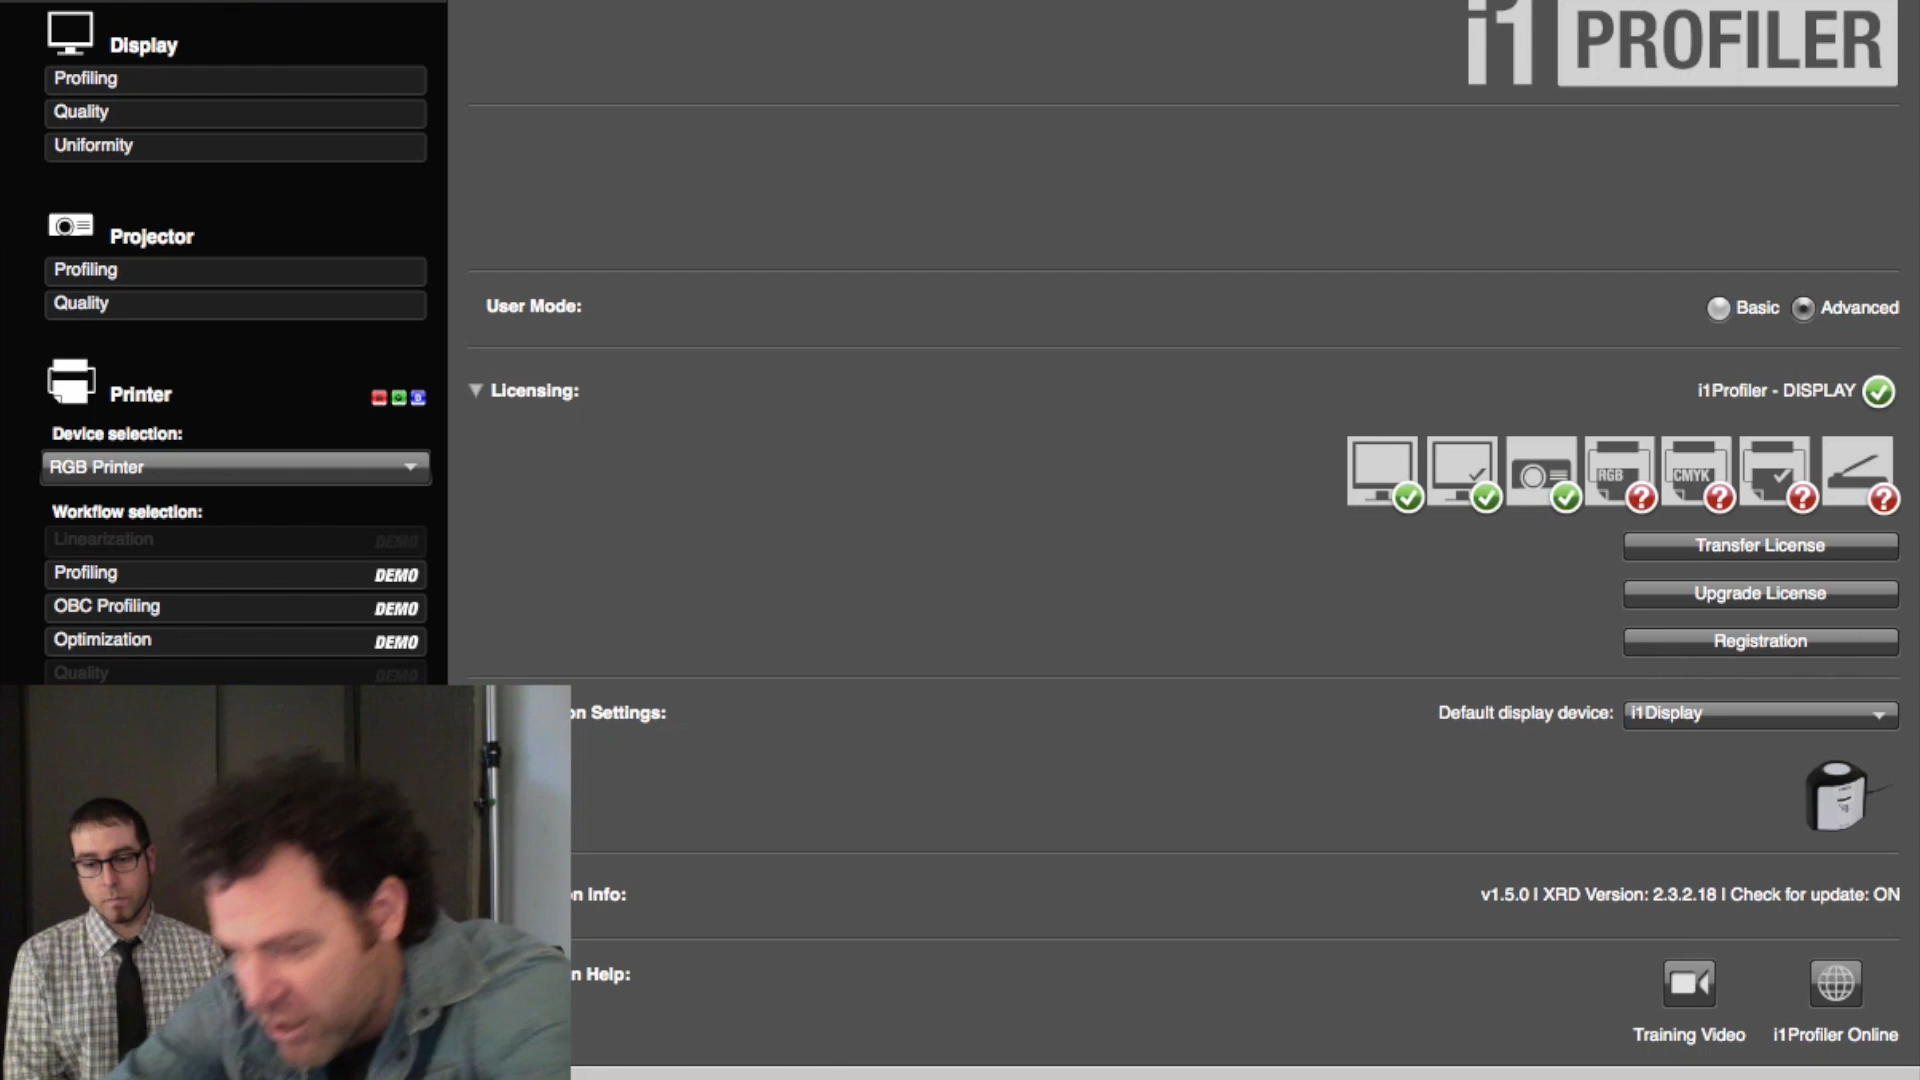 Display
Profiling
Quality
Uniformity
Projector
Profiling
Quality
Printer
Device selection:
RGB Printer
Workflow selection:
Linearization DEMO
Profiling DEMO
OBC Profiling DEMO
Optimization DEMO
Quality DEMO
i1 PROFILER
User Mode:
Basic Advanced
Licensing:
i1Profiler - DISPLAY
RGB CMYK
Transfer License
Upgrade License
Registration
on Settings:
Default display device: i1Display
n Info:
v1.5.0 | XRD Version: 2.3.2.18 | Check for update: ON
n Help:
Training Video
i1Profiler Online